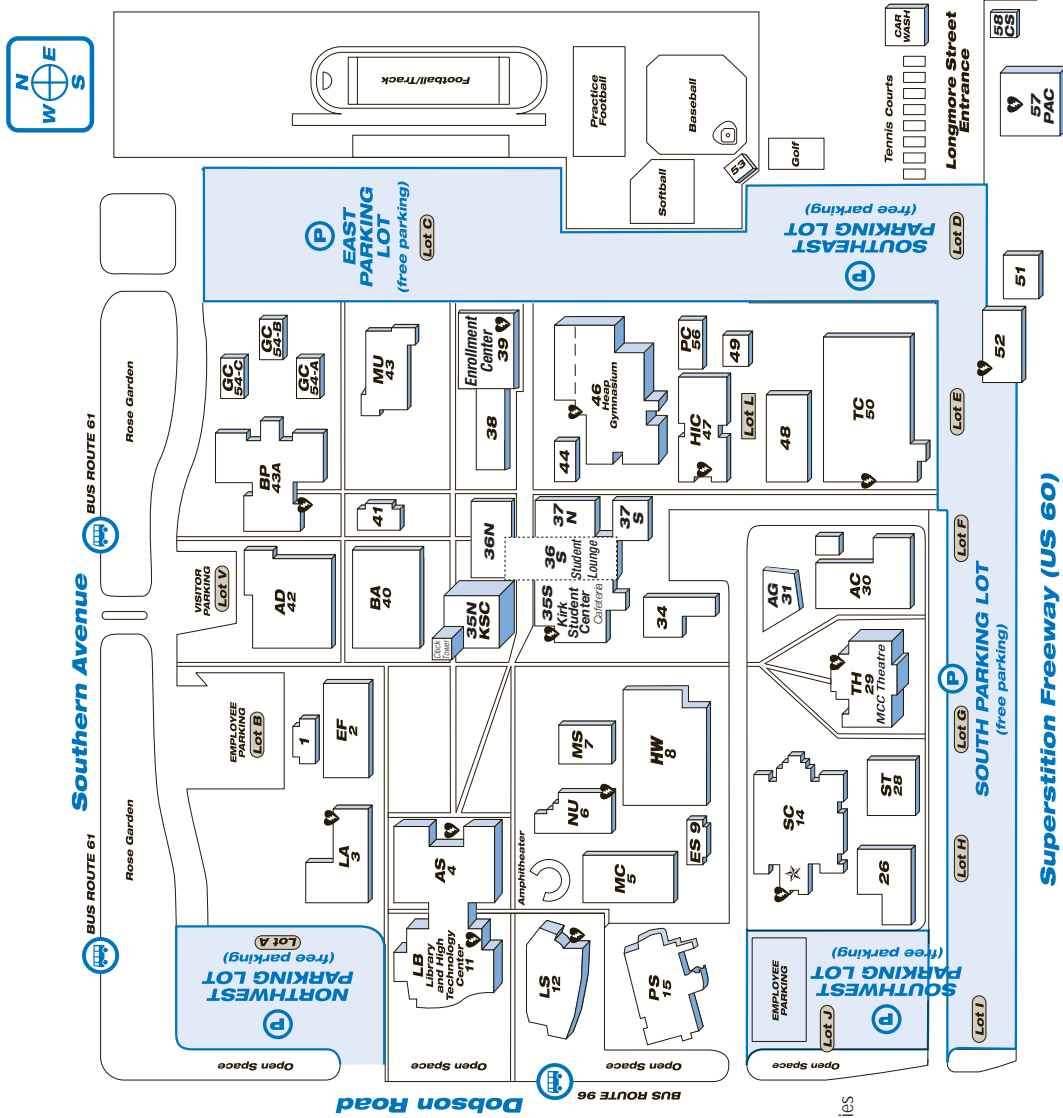 N
E
W
S
Southern Avenue
BUS ROUTE 61
BUS ROUTE 61
Rose Garden
Rose Garden
Football/Track
Practice
Football
Baseball
Softball
53
Golf
Tennis Courts
CAR
WASH
Longmore Street
Entrance
58
CS
57
PAC
P
EAST
PARKING
LOT
(free parking)
Lot C
P
SOUTHEAST
PARKING LOT
(free parking)
Lot D
GC
54-C
GC
54-B
GC
54-A
MU
43
Enrollment
Center
39
38
BP
43A
41
VISITOR
PARKING
Lot V
AD
42
BA
40
36N
35N
KSC
Clock
Tower
46
Heap
Gymnasium
44
37
N
37
S
36
S
Student
Lounge
35S
Kirk
Student
Center
Cafeteria
34
PC
56
49
HIC
47
Lot L
48
TC
50
51
52
Lot E
EMPLOYEE
PARKING
Lot B
1
EF
2
LA
3
AS
4
LB
Library
and High
Technology
Center
11
Amphitheater
MS
7
NU
6
HW
8
ES 9
MC
5
LS
12
PS
15
AG
31
AC
30
TH
29
MCC Theatre
SC
14
ST
28
26
P
NORTHWEST
PARKING LOT
(free parking)
Lot A
EMPLOYEE
PARKING
P
SOUTHWEST
PARKING LOT
(free parking)
Lot J
Lot F
P
SOUTH PARKING LOT
(free parking)
Lot G
Lot H
Lot I
Superstition Freeway (US 60)
Open Space
Open Space
Open Space
Open Space
Dobson Road
BUS ROUTE 96
ies